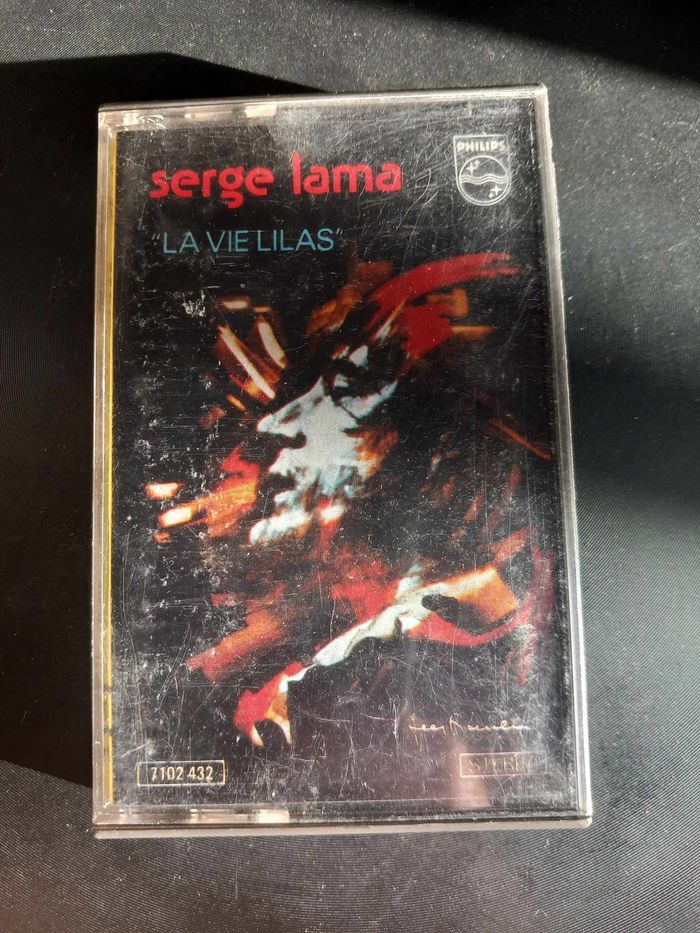 serge lama
PHILIPS
"LA VIE LILAS"
7102 432
STEREO